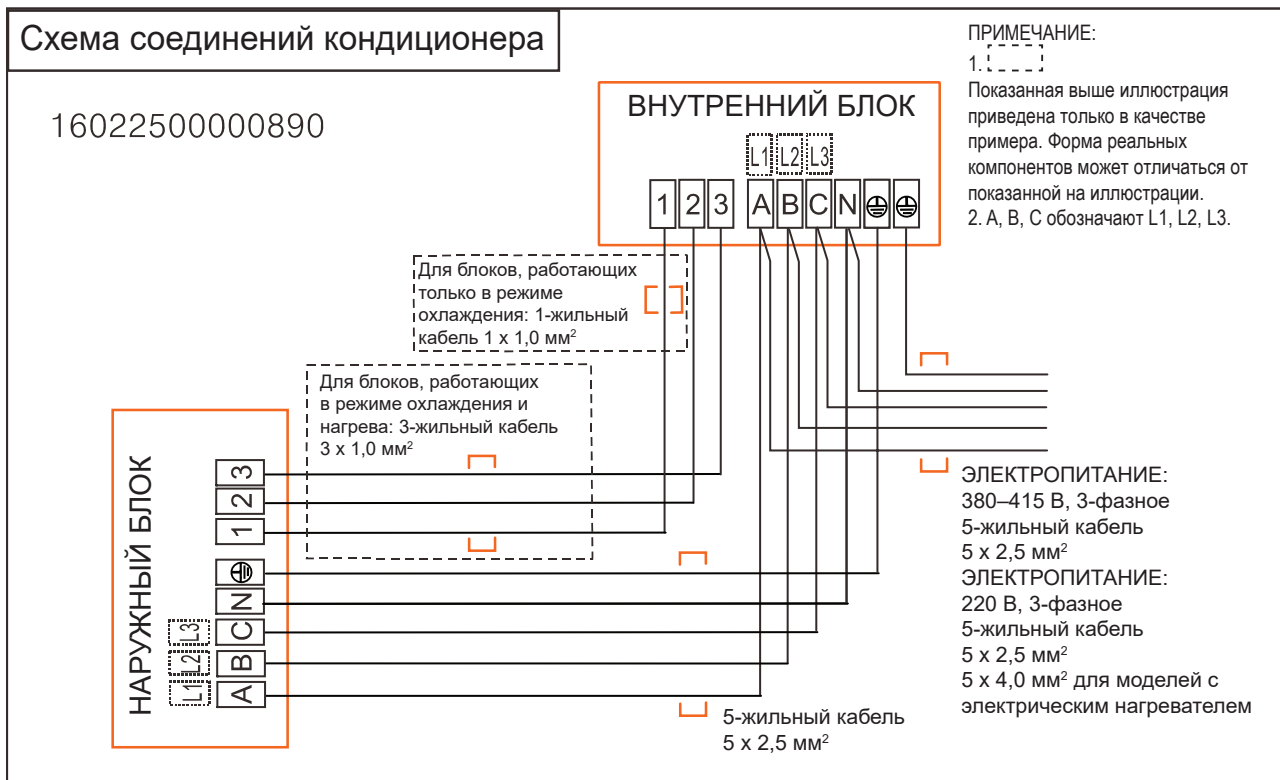 Схема соединений кондиционера
16022500000890
ПРИМЕЧАНИЕ:
1.
Показанная выше иллюстрация
приведена только в качестве
примера. Форма реальных
компонентов может отличаться от
показанной на иллюстрации.
2. A, B, C обозначают L1, L2, L3.
ВНУТРЕННИЙ БЛОК
L1 L2 L3
1 2 3 A B C N
Для блоков, работающих
только в режиме
охлаждения: 1-жильный
кабель 1 x 1,0 мм²
Для блоков, работающих
в режиме охлаждения и
нагрева: 3-жильный кабель
3 x 1,0 мм²
НАРУЖНЫЙ БЛОК
3
2
1
N
L3 C
L2 B
L1 A
5-жильный кабель
5 x 2,5 мм²
ЭЛЕКТРОПИТАНИЕ:
380–415 В, 3-фазное
5-жильный кабель
5 x 2,5 мм²
ЭЛЕКТРОПИТАНИЕ:
220 В, 3-фазное
5-жильный кабель
5 x 2,5 мм²
5 x 4,0 мм² для моделей с
электрическим нагревателем